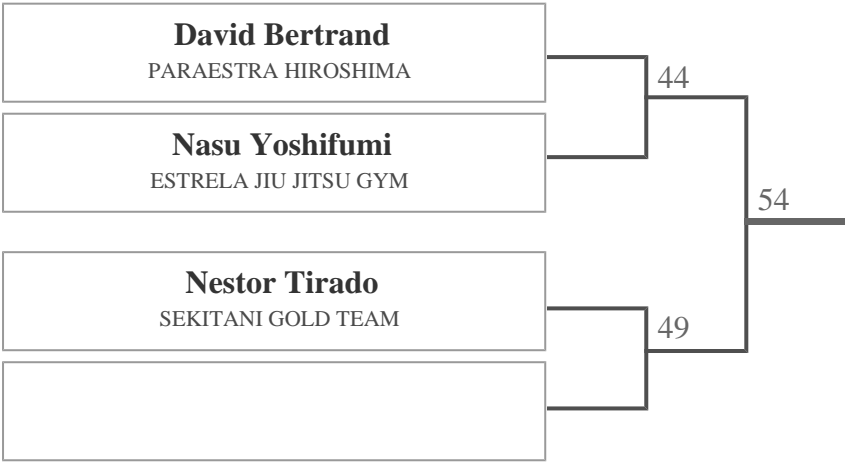 David Bertrand
PARAESTRA HIROSHIMA
44
Nasu Yoshifumi
ESTRELA JIU JITSU GYM
54
Nestor Tirado
SEKITANI GOLD TEAM
49